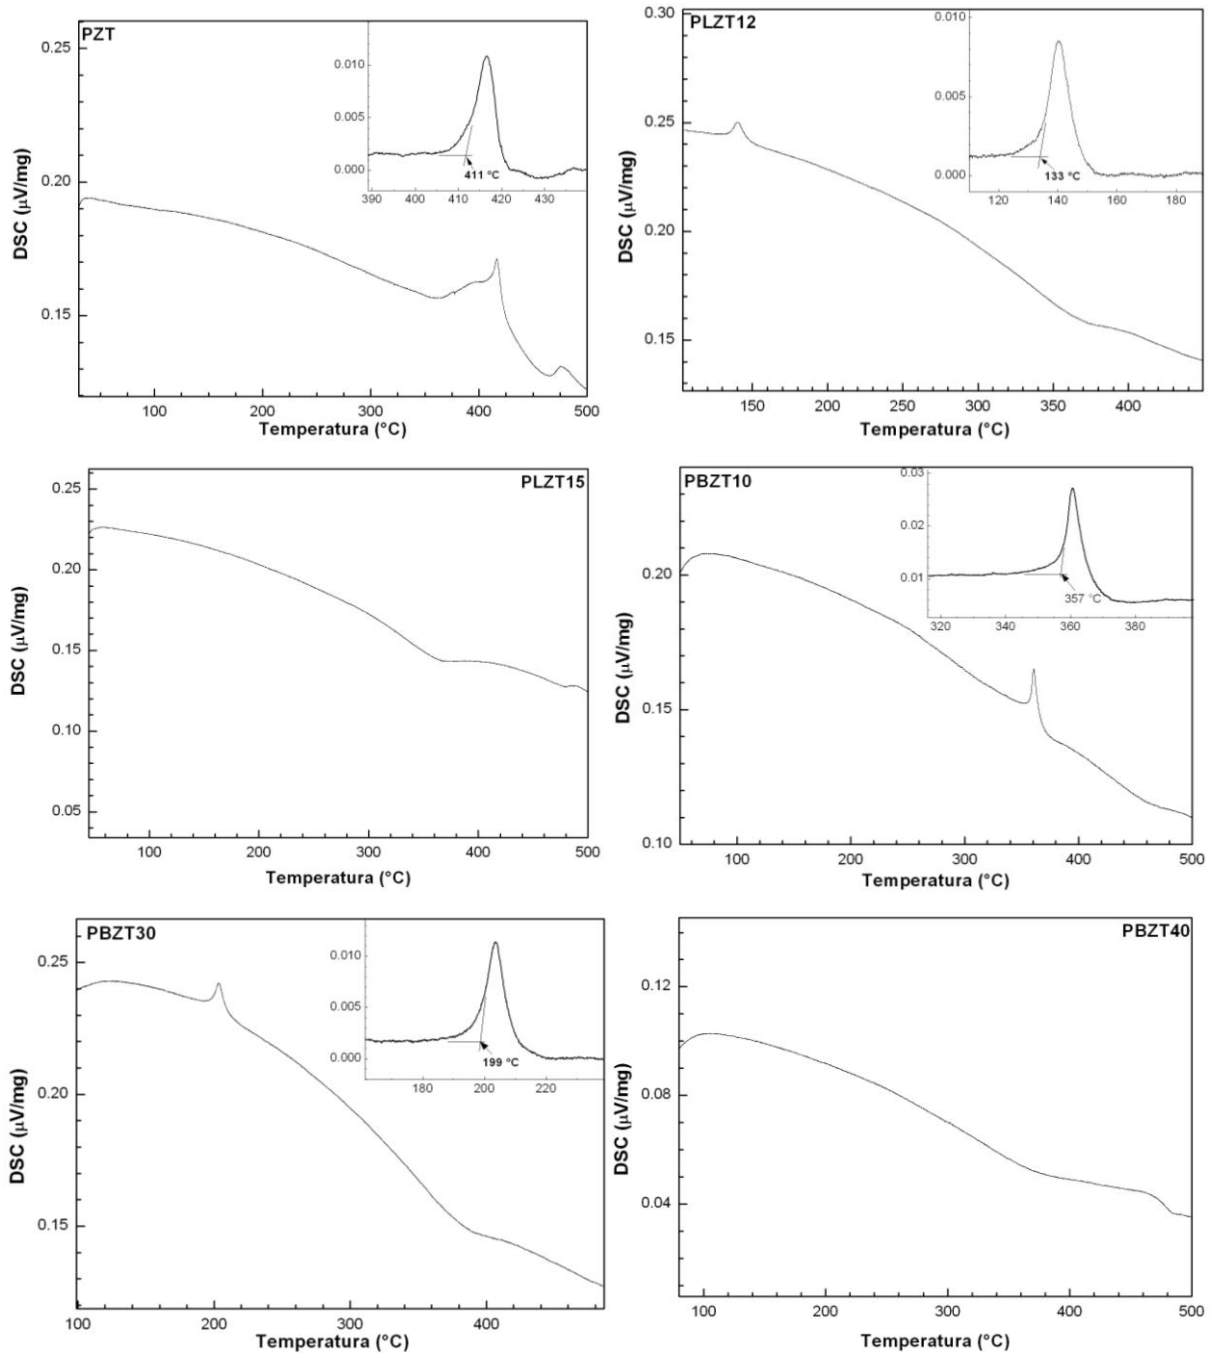 PZT
DSC (μV/mg)
0.25
0.20
0.15
0.010
0.005
0.000
411 °C
390 400 410 420 430
100 200 300 400 500
Temperatura (°C)
PLZT12
DSC (μV/mg)
0.30
0.25
0.20
0.15
0.010
0.005
0.000
133 °C
120 140 160 180
150 200 250 300 350 400
Temperatura (°C)
PLZT15
DSC (μV/mg)
0.25
0.20
0.15
0.10
0.05
100 200 300 400 500
Temperatura (°C)
PBZT10
DSC (μV/mg)
0.20
0.15
0.10
0.03
0.02
0.01
357 °C
320 340 360 380
100 200 300 400 500
Temperatura (°C)
PBZT30
DSC (μV/mg)
0.25
0.20
0.15
0.010
0.005
0.000
199 °C
180 200 220
100 200 300 400
Temperatura (°C)
PBZT40
DSC (μV/mg)
0.12
0.08
0.04
100 200 300 400 500
Temperatura (°C)